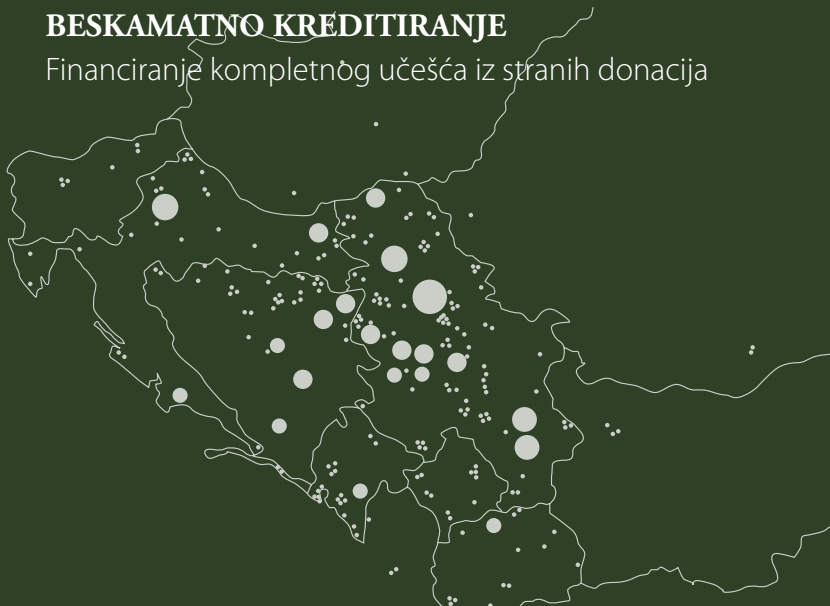 BESKAMATNO KREDITIRANJE
Financiranje kompletnog učešća iz stranih donacija